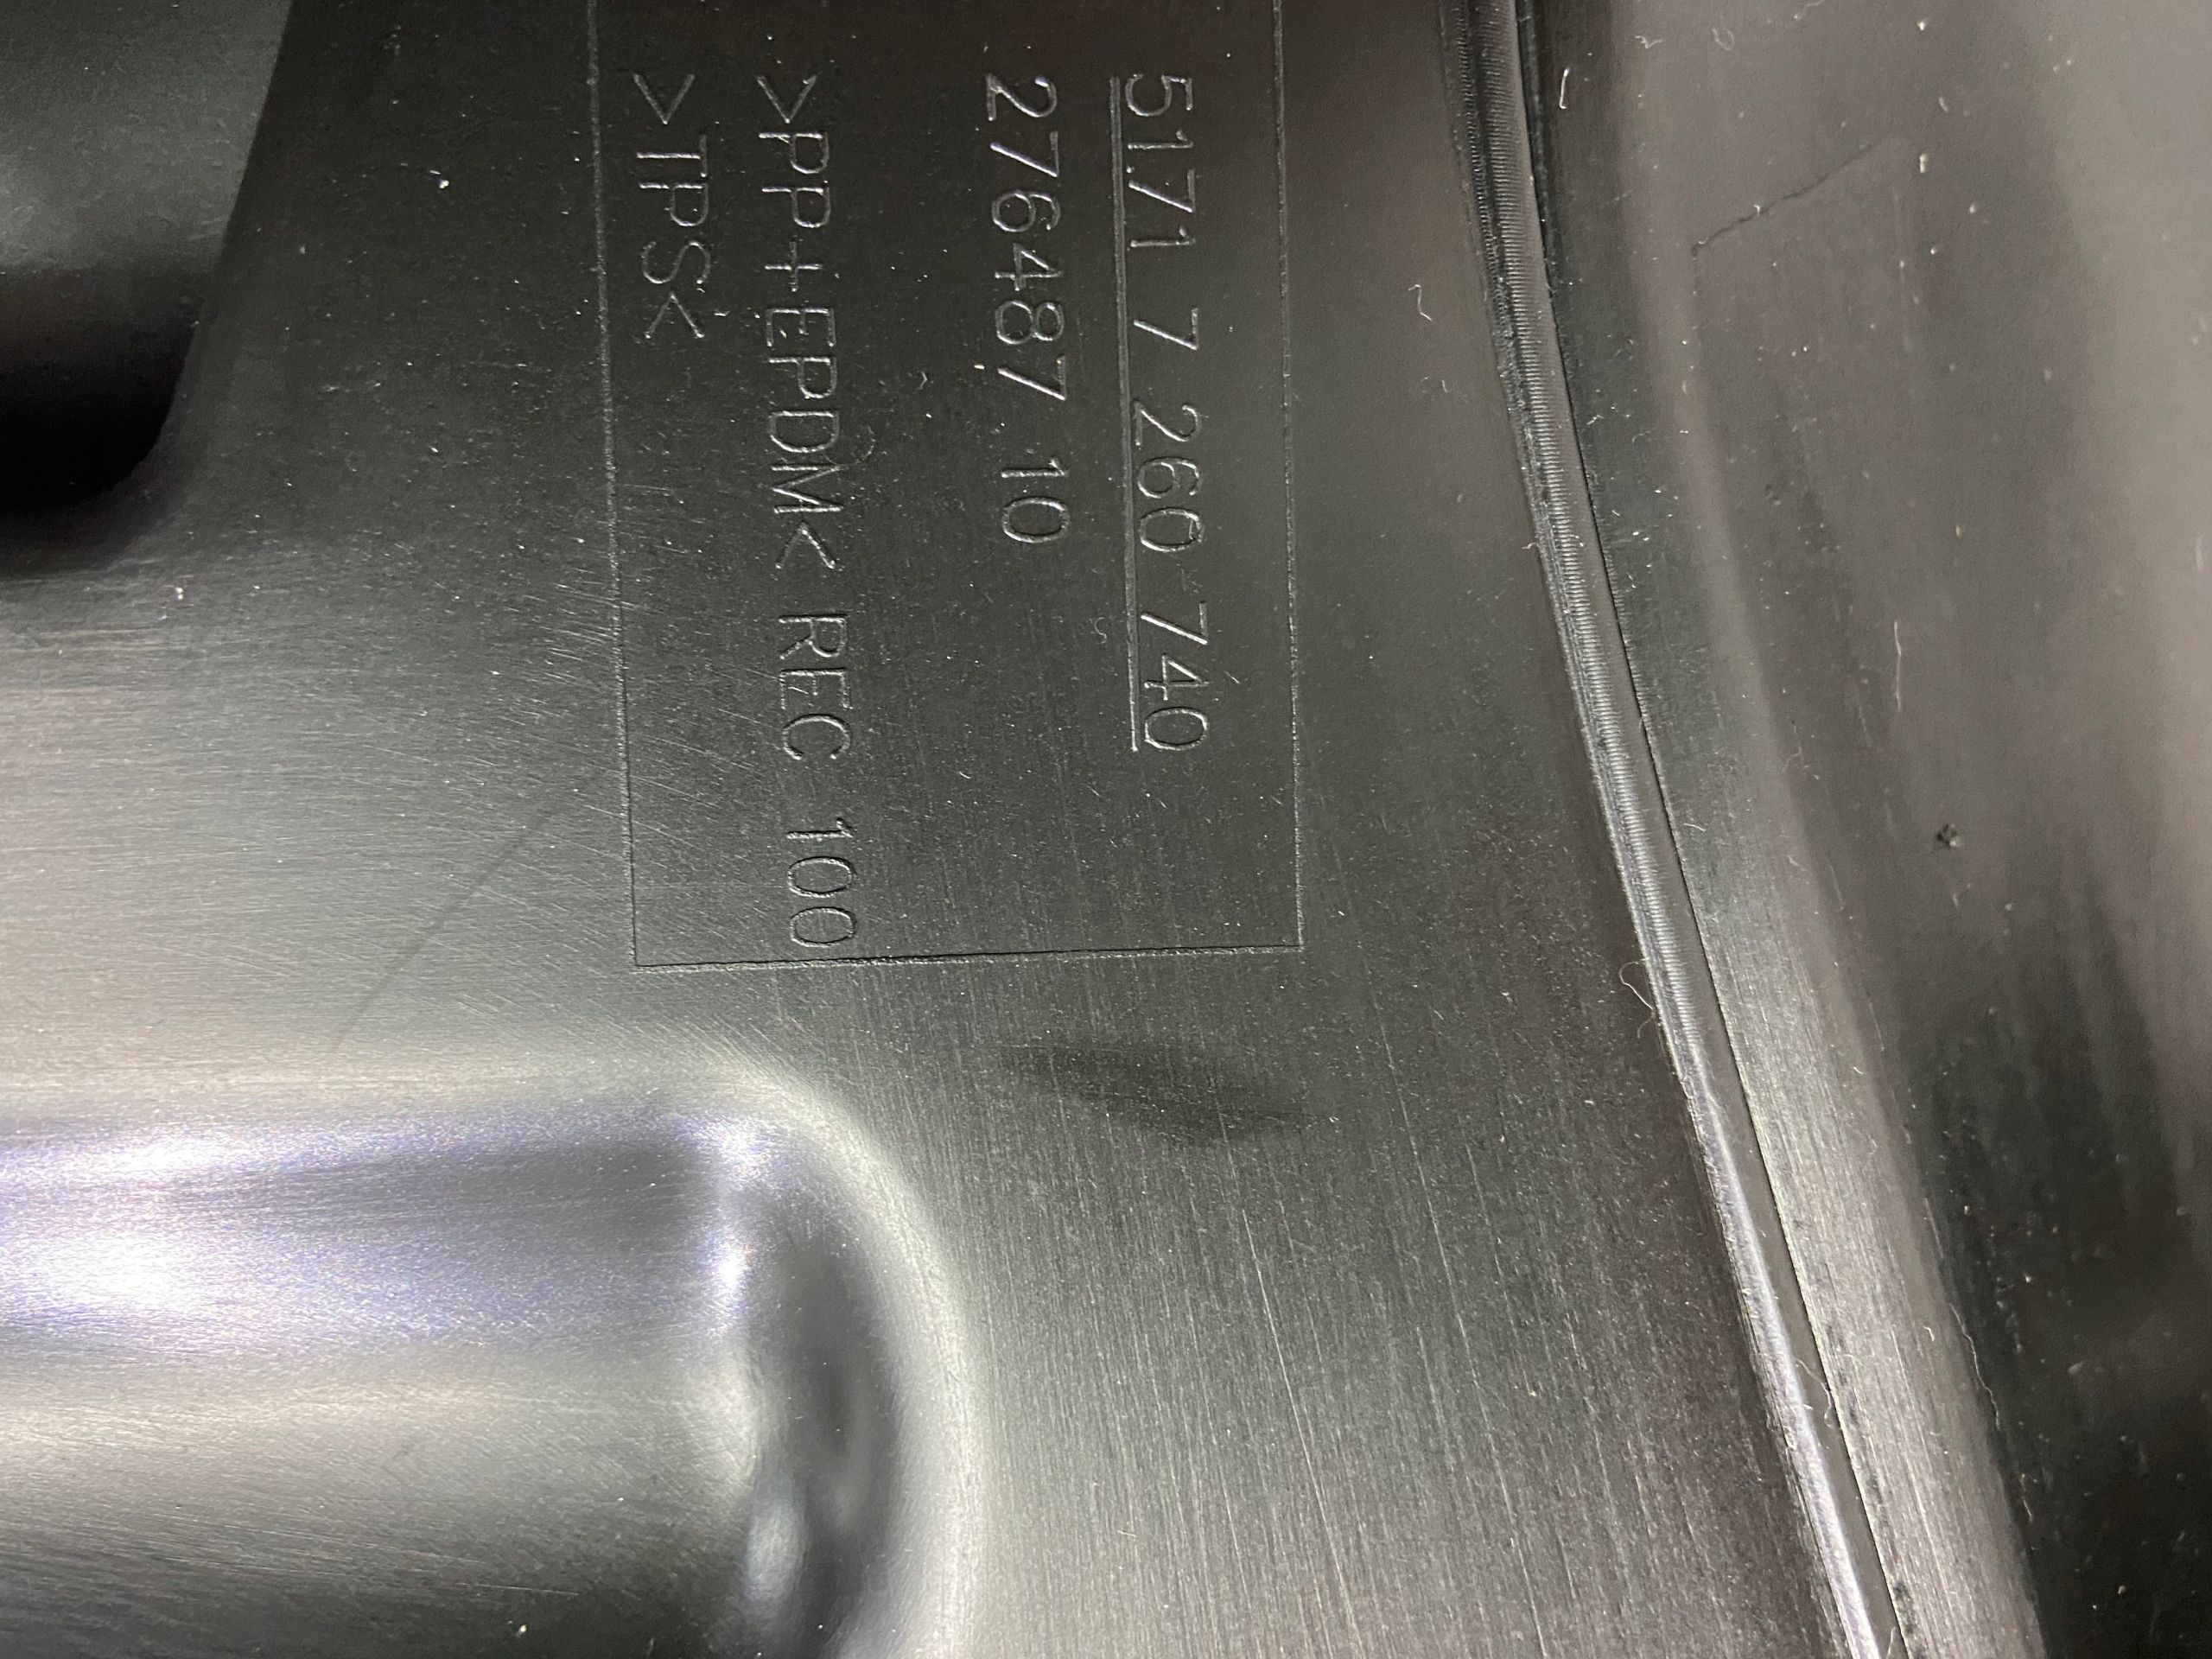 5171 7 260 740
276487 10
>PP+EPDM< REC 100
>TPS<